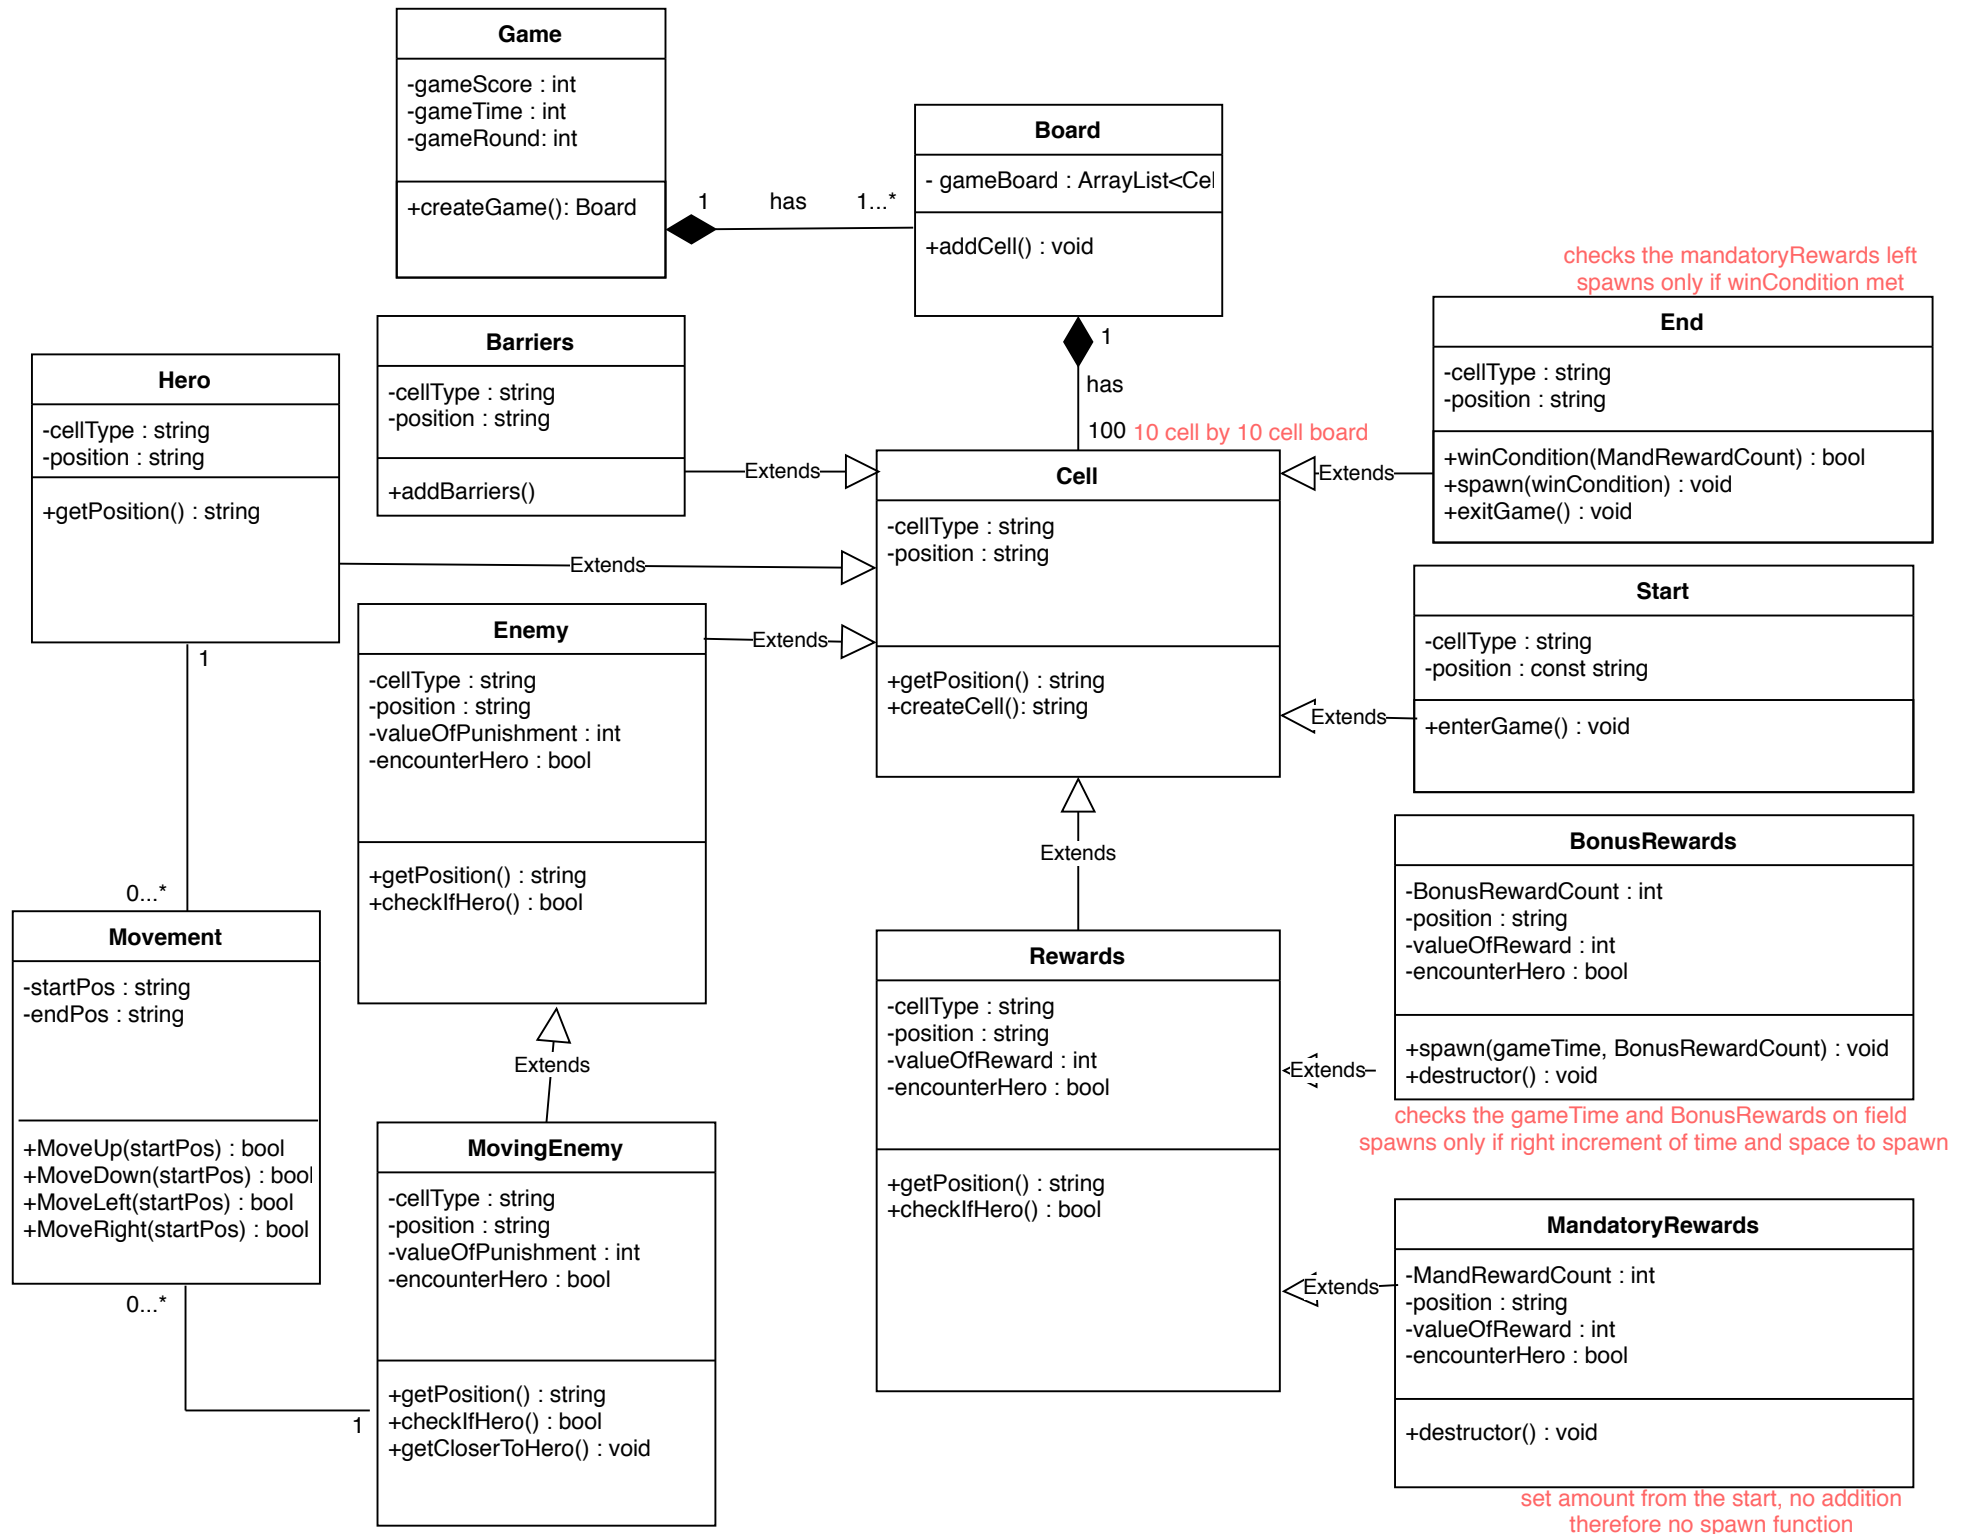 Game
-gameScore : int
-gameTime : int
-gameRound: int
+createGame(): Board
1 has 1...*
Board
- gameBoard : ArrayList<Cel
+addCell() : void
1
has
100 10 cell by 10 cell board
checks the mandatoryRewards left
spawns only if winCondition met
End
-cellType : string
-position : string
+winCondition(MandRewardCount) : bool
+spawn(winCondition) : void
+exitGame() : void
Extends
Barriers
-cellType : string
-position : string
+addBarriers()
Extends
Hero
-cellType : string
-position : string
+getPosition() : string
Extends
1
0...*
Cell
-cellType : string
-position : string
+getPosition() : string
+createCell(): string
Start
-cellType : string
-position : const string
+enterGame() : void
Extends
Enemy
-cellType : string
-position : string
-valueOfPunishment : int
-encounterHero : bool
+getPosition() : string
+checkIfHero() : bool
Extends
Extends
Extends
Movement
-startPos : string
-endPos : string
+MoveUp(startPos) : bool
+MoveDown(startPos) : bool
+MoveLeft(startPos) : bool
+MoveRight(startPos) : bool
0...*
1
MovingEnemy
-cellType : string
-position : string
-valueOfPunishment : int
-encounterHero : bool
+getPosition() : string
+checkIfHero() : bool
+getCloserToHero() : void
Rewards
-cellType : string
-position : string
-valueOfReward : int
-encounterHero : bool
+getPosition() : string
+checkIfHero() : bool
Extends
Extends
BonusRewards
-BonusRewardCount : int
-position : string
-valueOfReward : int
-encounterHero : bool
+spawn(gameTime, BonusRewardCount) : void
+destructor() : void
checks the gameTime and BonusRewards on field
spawns only if right increment of time and space to spawn
MandatoryRewards
-MandRewardCount : int
-position : string
-valueOfReward : int
-encounterHero : bool
+destructor() : void
set amount from the start, no addition
therefore no spawn function